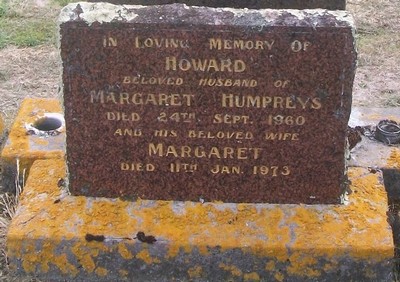 IN LOVING MEMORY OF
HOWARD
BELOVED HUSBAND OF
MARGARET HUMPREYS
DIED 24TH. SEPT. 1960
AND HIS BELOVED WIFE
MARGARET
DIED 11TH JAN. 1973